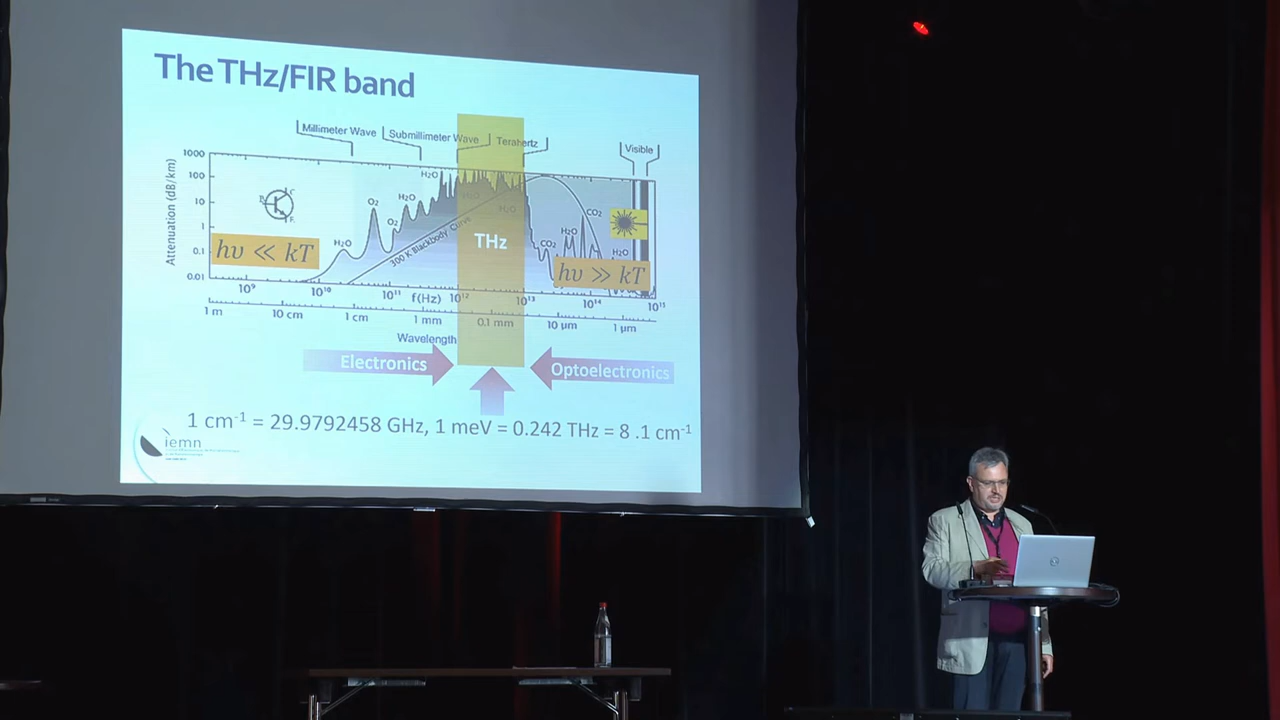 The THz/FIR band
Millimeter Wave
Submillimeter Wave
Terahertz
Visible
Attenuation (dB/km)
1000
100
10
1
0.1
0.01
H₂O
O₂
O₂
H₂O
H₂O
H₂O
H₂O
CO₂
H₂O
CO₂
H₂O
300 K Blackbody Curve
THz
hυ ≪ kT
hυ ≫ kT
10⁹ 10¹⁰ 10¹¹ f(Hz) 10¹² 10¹³ 10¹⁴ 10¹⁵
1 m 10 cm 1 cm 1 mm 0.1 mm 10 µm 1 µm
Wavelength
Electronics
Optoelectronics
1 cm⁻¹ = 29.9792458 GHz, 1 meV = 0.242 THz = 8 .1 cm⁻¹
iemn